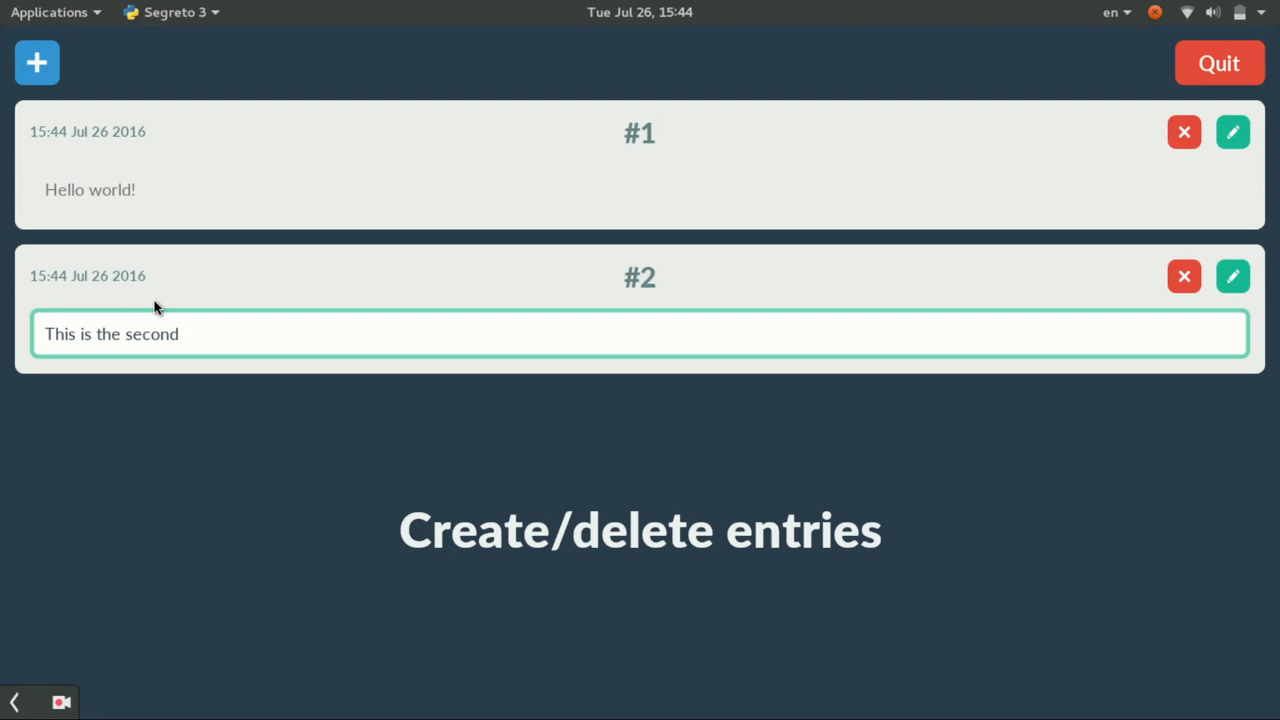 Applications Segreto 3 Tue Jul 26, 15:44 en
+ Quit
15:44 Jul 26 2016 #1
Hello world!
15:44 Jul 26 2016 #2
This is the second
Create/delete entries